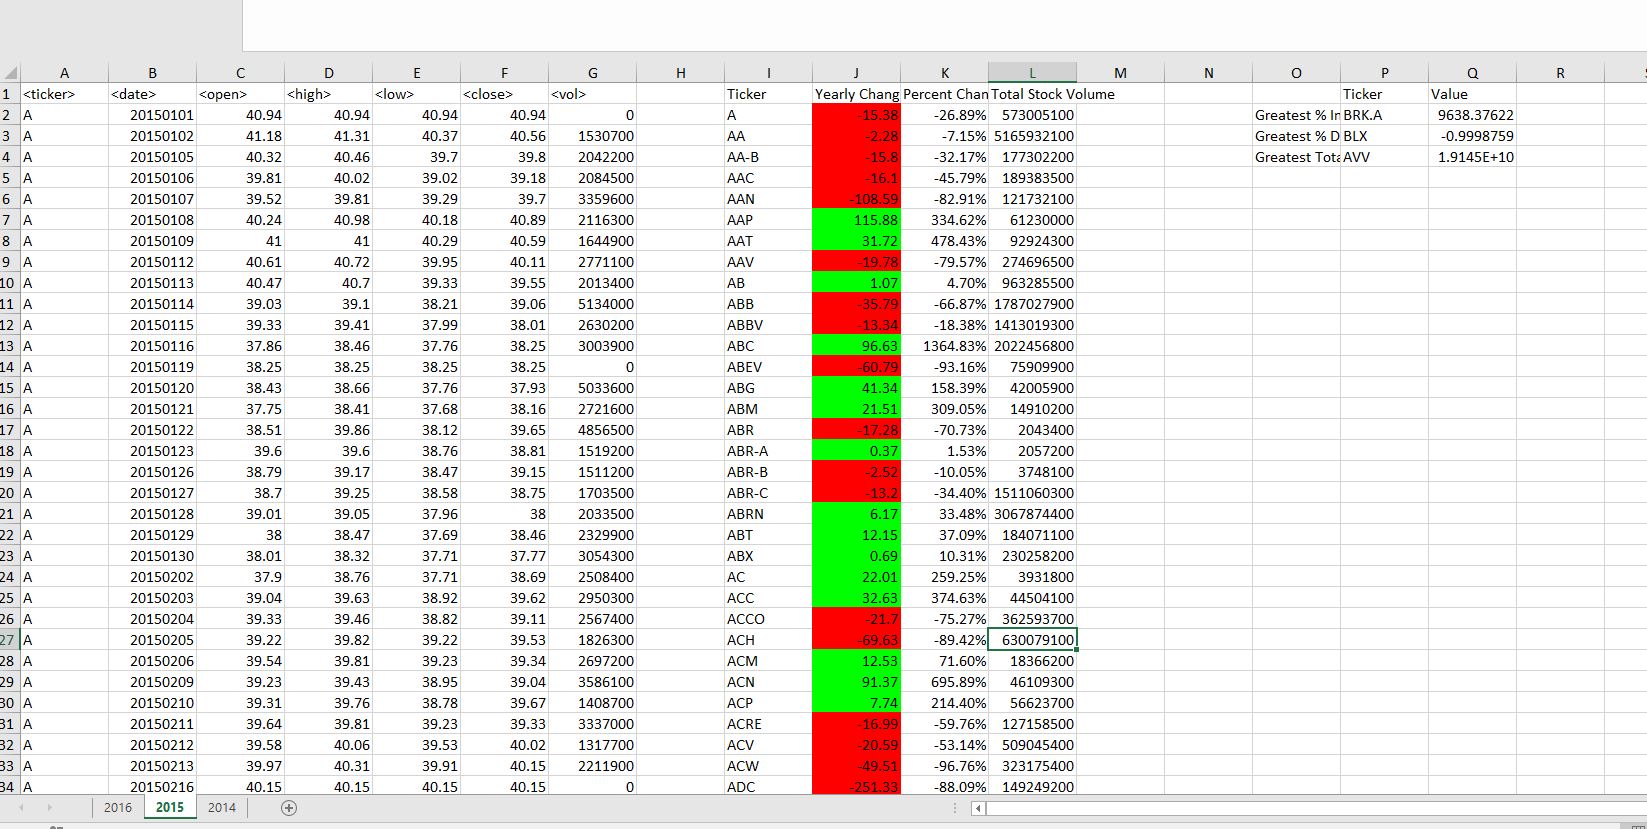 A B C D E F G H I J K L M N O P Q R
1 <ticker> <date> <open> <high> <low> <close> <vol> Ticker Yearly Chang Percent Chan Total Stock Volume Ticker Value
2 A 20150101 40.94 40.94 40.94 40.94 0 A -15.38 -26.89% 573005100 Greatest % In BRK.A 9638.37622
3 A 20150102 41.18 41.31 40.37 40.56 1530700 AA -2.28 -7.15% 5165932100 Greatest % D BLX -0.9998759
4 A 20150105 40.32 40.46 39.7 39.8 2042200 AA-B -15.8 -32.17% 177302200 Greatest Tota AVV 1.9145E+10
5 A 20150106 39.81 40.02 39.02 39.18 2084500 AAC -16.1 -45.79% 189383500
6 A 20150107 39.52 39.81 39.29 39.7 3359600 AAN -108.59 -82.91% 121732100
7 A 20150108 40.24 40.98 40.18 40.89 2116300 AAP 115.88 334.62% 61230000
8 A 20150109 41 41 40.29 40.59 1644900 AAT 31.72 478.43% 92924300
9 A 20150112 40.61 40.72 39.95 40.11 2771100 AAV -19.78 -79.57% 274696500
10 A 20150113 40.47 40.7 39.33 39.55 2013400 AB 1.07 4.70% 963285500
11 A 20150114 39.03 39.1 38.21 39.06 5134000 ABB -35.79 -66.87% 1787027900
12 A 20150115 39.33 39.41 37.99 38.01 2630200 ABBV -13.34 -18.38% 1413019300
13 A 20150116 37.86 38.46 37.76 38.25 3003900 ABC 96.63 1364.83% 2022456800
14 A 20150119 38.25 38.25 38.25 38.25 0 ABEV -60.79 -93.16% 75909900
15 A 20150120 38.43 38.66 37.76 37.93 5033600 ABG 41.34 158.39% 42005900
16 A 20150121 37.75 38.41 37.68 38.16 2721600 ABM 21.51 309.05% 14910200
17 A 20150122 38.51 39.86 38.12 39.65 4856500 ABR -17.28 -70.73% 2043400
18 A 20150123 39.6 39.6 38.76 38.81 1519200 ABR-A 0.37 1.53% 2057200
19 A 20150126 38.79 39.17 38.47 39.15 1511200 ABR-B -2.52 -10.05% 3748100
20 A 20150127 38.7 39.25 38.58 38.75 1703500 ABR-C -13.2 -34.40% 1511060300
21 A 20150128 39.01 39.05 37.96 38 2033500 ABRN 6.17 33.48% 3067874400
22 A 20150129 38 38.47 37.69 38.46 2329900 ABT 12.15 37.09% 184071100
23 A 20150130 38.01 38.32 37.71 37.77 3054300 ABX 0.69 10.31% 230258200
24 A 20150202 37.9 38.76 37.71 38.69 2508400 AC 22.01 259.25% 3931800
25 A 20150203 39.04 39.63 38.92 39.62 2950300 ACC 32.63 374.63% 44504100
26 A 20150204 39.33 39.46 38.82 39.11 2567400 ACCO -21.7 -75.27% 362593700
27 A 20150205 39.22 39.82 39.22 39.53 1826300 ACH -69.63 -89.42% 630079100
28 A 20150206 39.54 39.81 39.23 39.34 2697200 ACM 12.53 71.60% 18366200
29 A 20150209 39.23 39.43 38.95 39.04 3586100 ACN 91.37 695.89% 46109300
30 A 20150210 39.31 39.76 38.78 39.67 1408700 ACP 7.74 214.40% 56623700
31 A 20150211 39.64 39.81 39.23 39.33 3337000 ACRE -16.99 -59.76% 127158500
32 A 20150212 39.58 40.06 39.53 40.02 1317700 ACV -20.59 -53.14% 509045400
33 A 20150213 39.97 40.31 39.91 40.15 2211900 ACW -49.51 -96.76% 323175400
34 A 20150216 40.15 40.15 40.15 40.15 0 ADC -251.33 -88.09% 149249200
2016 2015 2014